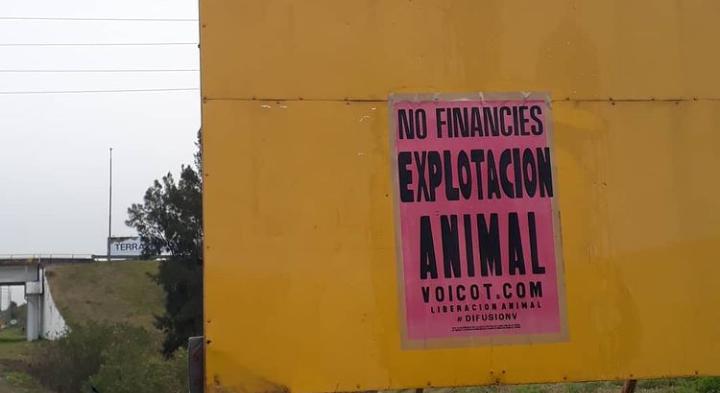 TERRA
NO FINANCIES
EXPLOTACION
ANIMAL
VOICOT.COM
LIBERACION ANIMAL
#DIFUSIONV